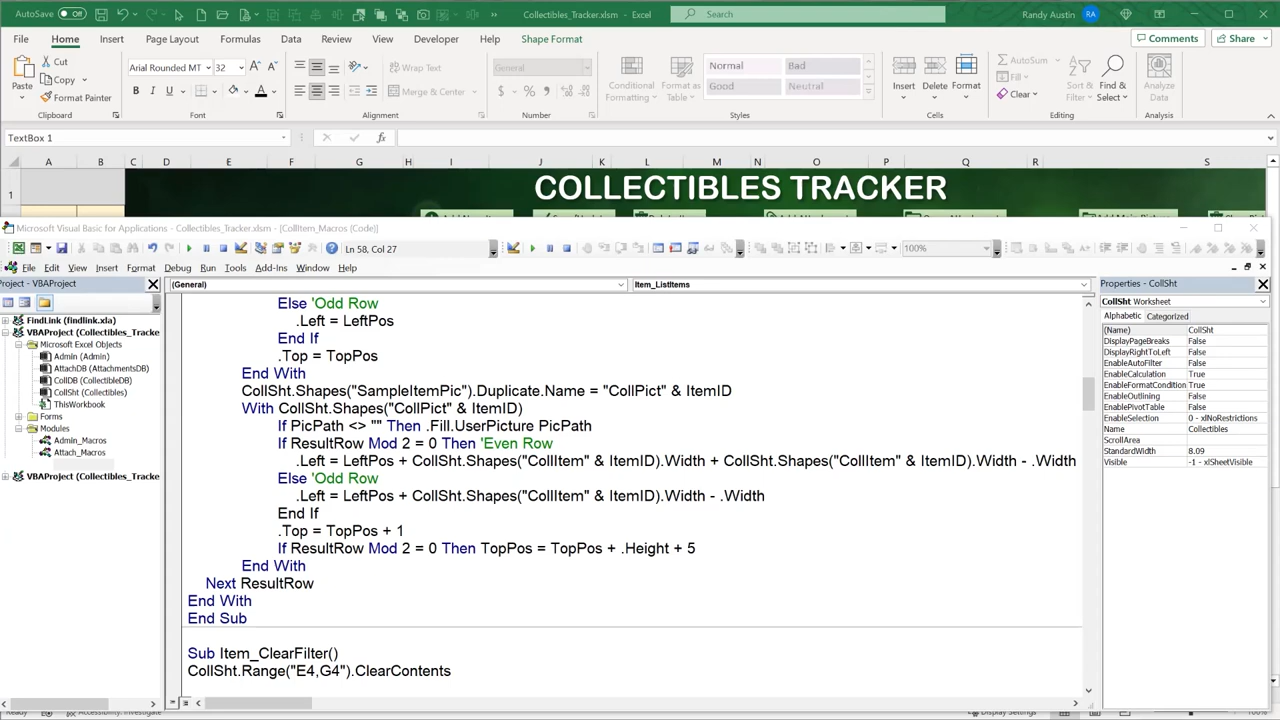 AutoSave Off Collectibles_Tracker.xlsm - Excel Search Randy Austin RA
File Home Insert Page Layout Formulas Data Review View Developer Help Shape Format Comments Share
Cut
Copy
Format Painter
Paste
Arial Rounded MT 32
Wrap Text
Merge & Center
General
Conditional Formatting
Format as Table
Normal Bad
Good Neutral
Insert Delete Format
AutoSum
Fill
Clear
Sort & Filter
Find & Select
Analyze Data
Clipboard Font Alignment Number Styles Cells Editing Analysis
TextBox 1
A B C D E F G H I J K L M N O P Q R S
1
COLLECTIBLES TRACKER
Microsoft Visual Basic for Applications - Collectibles_Tracker.xlsm - [CollItem_Macros (Code)]
Ln 58, Col 27
100%
File Edit View Insert Format Debug Run Tools Add-Ins Window Help
Project - VBAProject
FindLink (findlink.xla)
VBAProject (Collectibles_Tracke
Microsoft Excel Objects
Admin (Admin)
AttachDB (AttachmentsDB)
CollDB (CollectibleDB)
CollSht (Collectibles)
ThisWorkbook
Forms
Modules
Admin_Macros
Attach_Macros
VBAProject (Collectibles_Tracke
(General) Item_ListItems
Else 'Odd Row
.Left = LeftPos
End If
.Top = TopPos
End With
CollSht.Shapes("SampleItemPic").Duplicate.Name = "CollPict" & ItemID
With CollSht.Shapes("CollPict" & ItemID)
If PicPath <> "" Then .Fill.UserPicture PicPath
If ResultRow Mod 2 = 0 Then 'Even Row
.Left = LeftPos + CollSht.Shapes("CollItem" & ItemID).Width + CollSht.Shapes("CollItem" & ItemID).Width - .Width
Else 'Odd Row
.Left = LeftPos + CollSht.Shapes("CollItem" & ItemID).Width - .Width
End If
.Top = TopPos + 1
If ResultRow Mod 2 = 0 Then TopPos = TopPos + .Height + 5
End With
Next ResultRow
End With
End Sub
Sub Item_ClearFilter()
CollSht.Range("E4,G4").ClearContents
Properties - CollSht
CollSht Worksheet
Alphabetic Categorized
(Name) CollSht
DisplayPageBreaks False
DisplayRightToLeft False
EnableAutoFilter False
EnableCalculation True
EnableFormatCondition True
EnableOutlining False
EnablePivotTable False
EnableSelection 0 - xlNoRestrictions
Name Collectibles
ScrollArea
StandardWidth 8.09
Visible -1 - xlSheetVisible